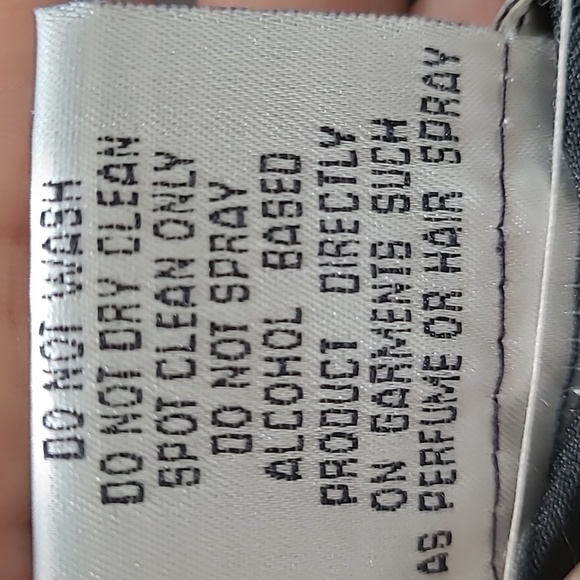 DO NOT WASH
DO NOT DRY CLEAN
SPOT CLEAN ONLY
DO NOT SPRAY
ALCOHOL BASED
PRODUCT DIRECTLY
ON GARMENTS SUCH
AS PERFUME OR HAIR SPRAY